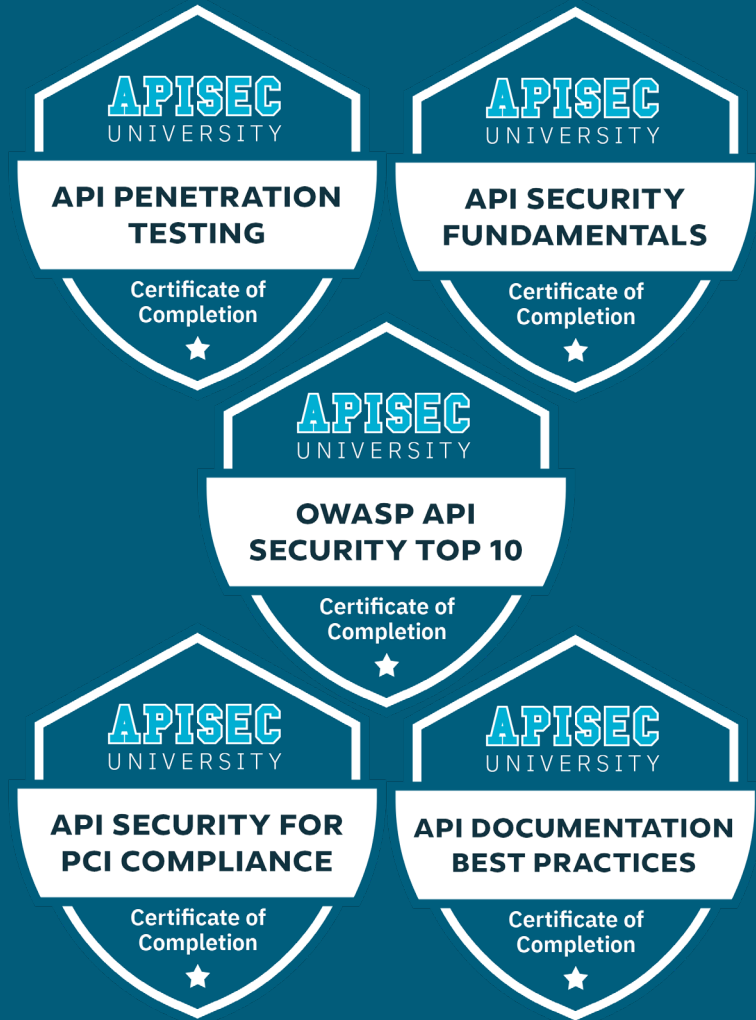 APISEC
UNIVERSITY
API PENETRATION
TESTING
Certificate of
Completion
APISEC
UNIVERSITY
API SECURITY
FUNDAMENTALS
Certificate of
Completion
APISEC
UNIVERSITY
OWASP API
SECURITY TOP 10
Certificate of
Completion
APISEC
UNIVERSITY
API SECURITY FOR
PCI COMPLIANCE
Certificate of
Completion
APISEC
UNIVERSITY
API DOCUMENTATION
BEST PRACTICES
Certificate of
Completion